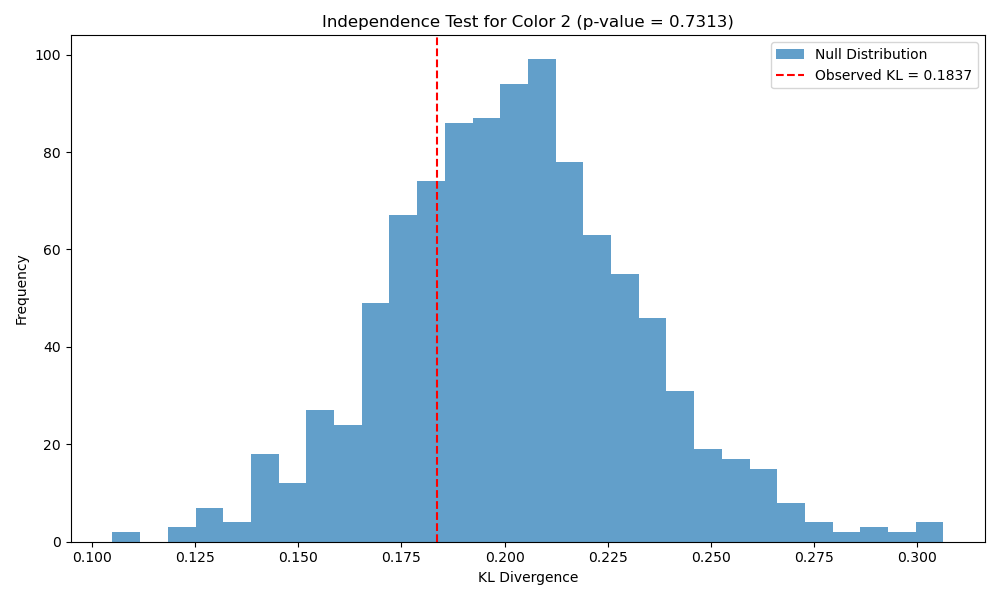 Independence Test for Color 2 (p-value = 0.7313)
Null Distribution
Observed KL = 0.1837
100
80
60
40
20
0
Frequency
0.100 0.125 0.150 0.175 0.200 0.225 0.250 0.275 0.300
KL Divergence